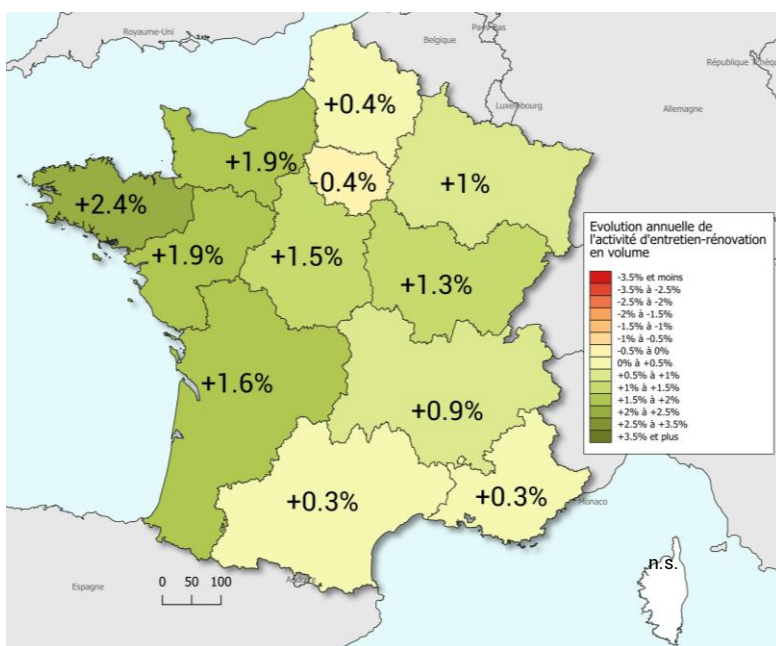 Royaume-Uni
Belgique
Pays-Bas
République Tchèque
Luxembourg
Allemagne
+0.4%
+1.9%
-0.4%
+1%
+2.4%
+1.9%
+1.5%
+1.3%
Evolution annuelle de
l'activité d'entretien-rénovation
en volume
-3.5% et moins
-3.5% à -2.5%
-2.5% à -2%
-2% à -1.5%
-1.5% à -1%
-1% à -0.5%
-0.5% à 0%
0% à +0.5%
+0.5% à +1%
+1% à +1.5%
+1.5% à +2%
+2% à +2.5%
+2.5% à +3.5%
+3.5% et plus
+1.6%
+0.9%
+0.3%
+0.3%
Monaco
n.s.
Andorre
Espagne
0 50 100